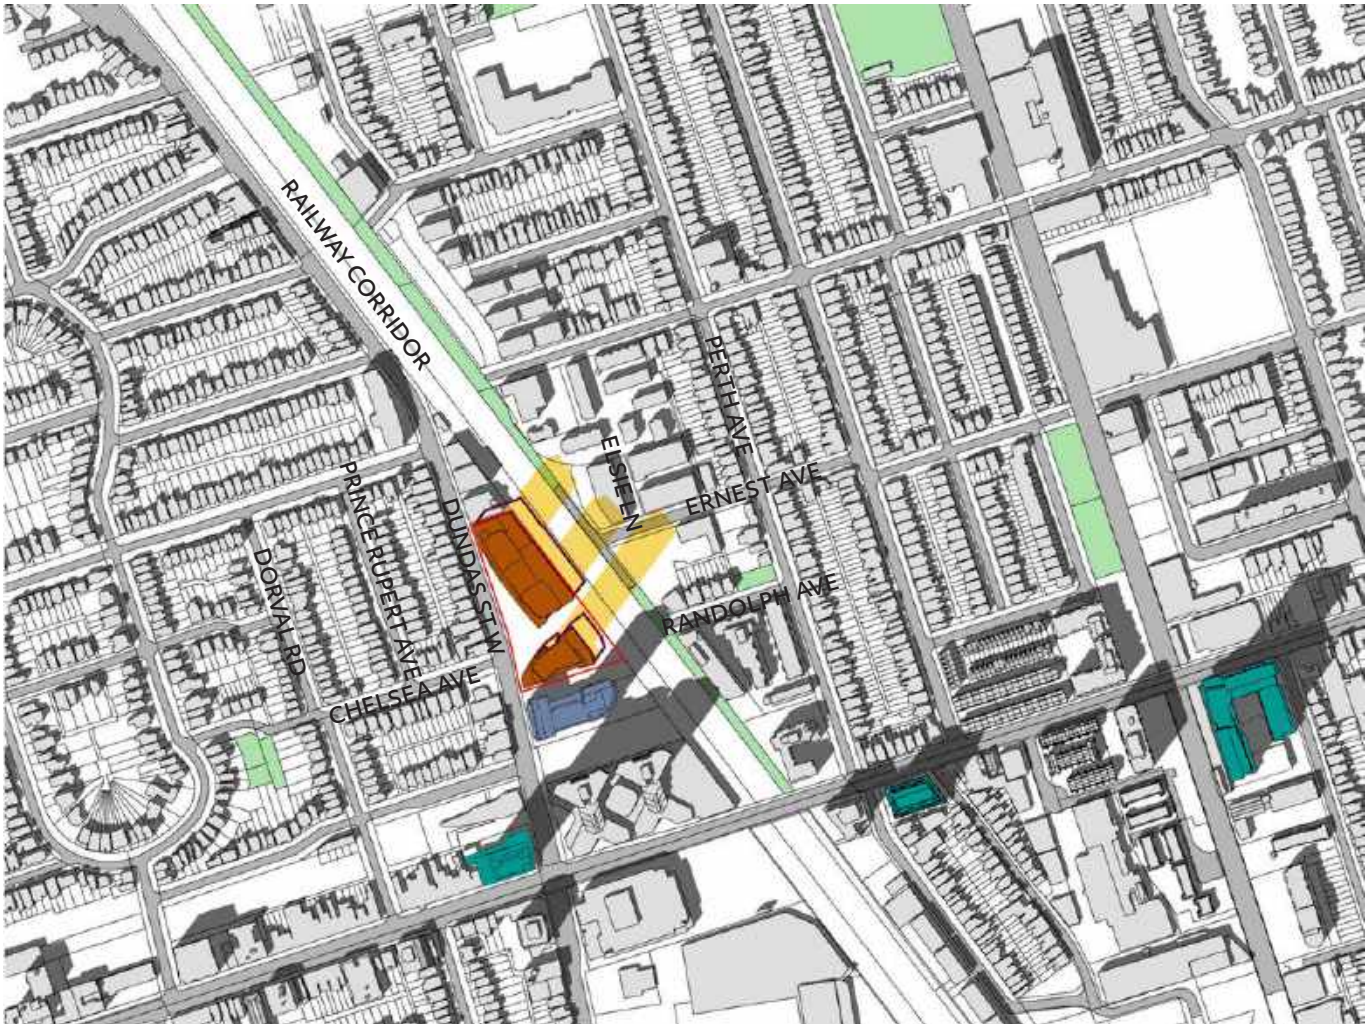 RAILWAY CORRIDOR
PERTH AVE
ELSIE LN
ERNEST AVE
PRINCE RUPERT AVE
DUNDAS ST W
DORVAL RD
RANDOLPH AVE
CHELSEA AVE